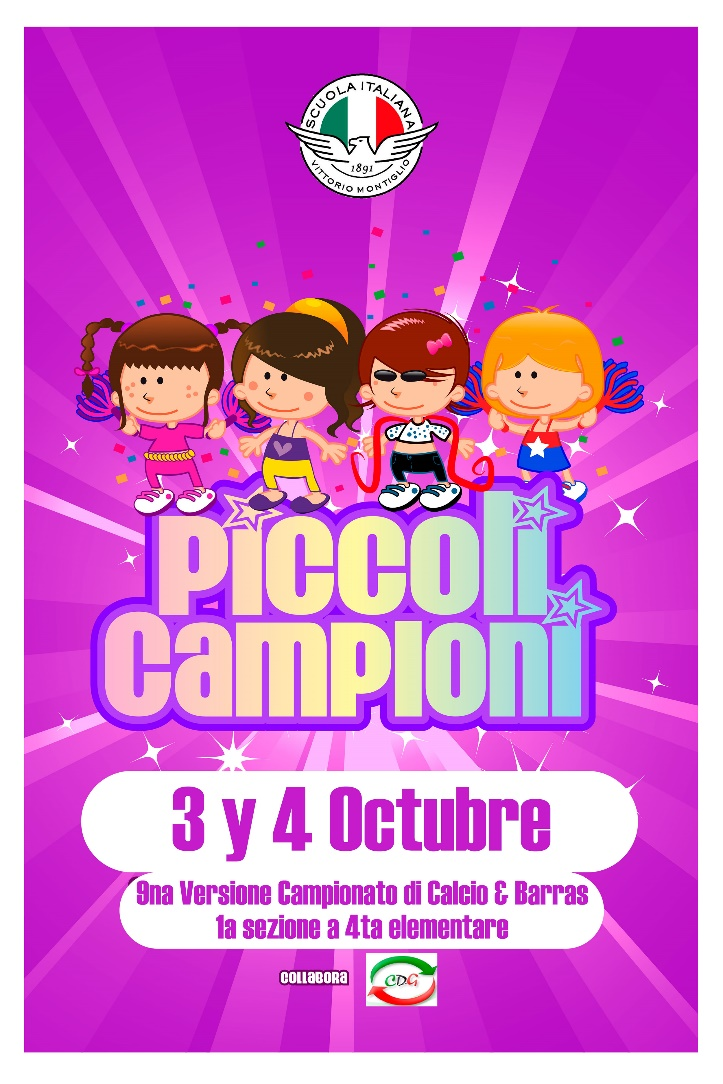 SCUOLA ITALIANA
1891
VITTORIO MONTIGLIO
Piccoli
Campioni
3 y 4 Octubre
9na Versione Campionato di Calcio & Barras
1a sezione a 4ta elementare
COLLABORA
CDG